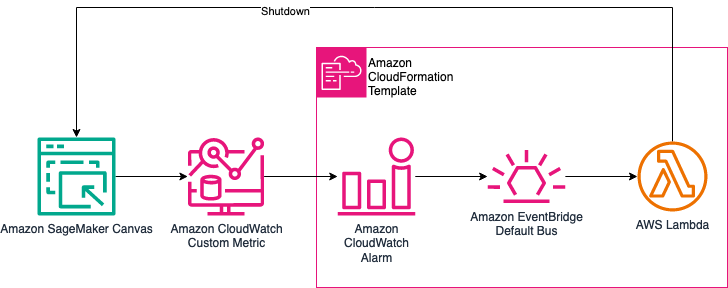 Shutdown
Amazon
CloudFormation
Template
Amazon SageMaker Canvas
Amazon CloudWatch
Custom Metric
Amazon
CloudWatch
Alarm
Amazon EventBridge
Default Bus
AWS Lambda